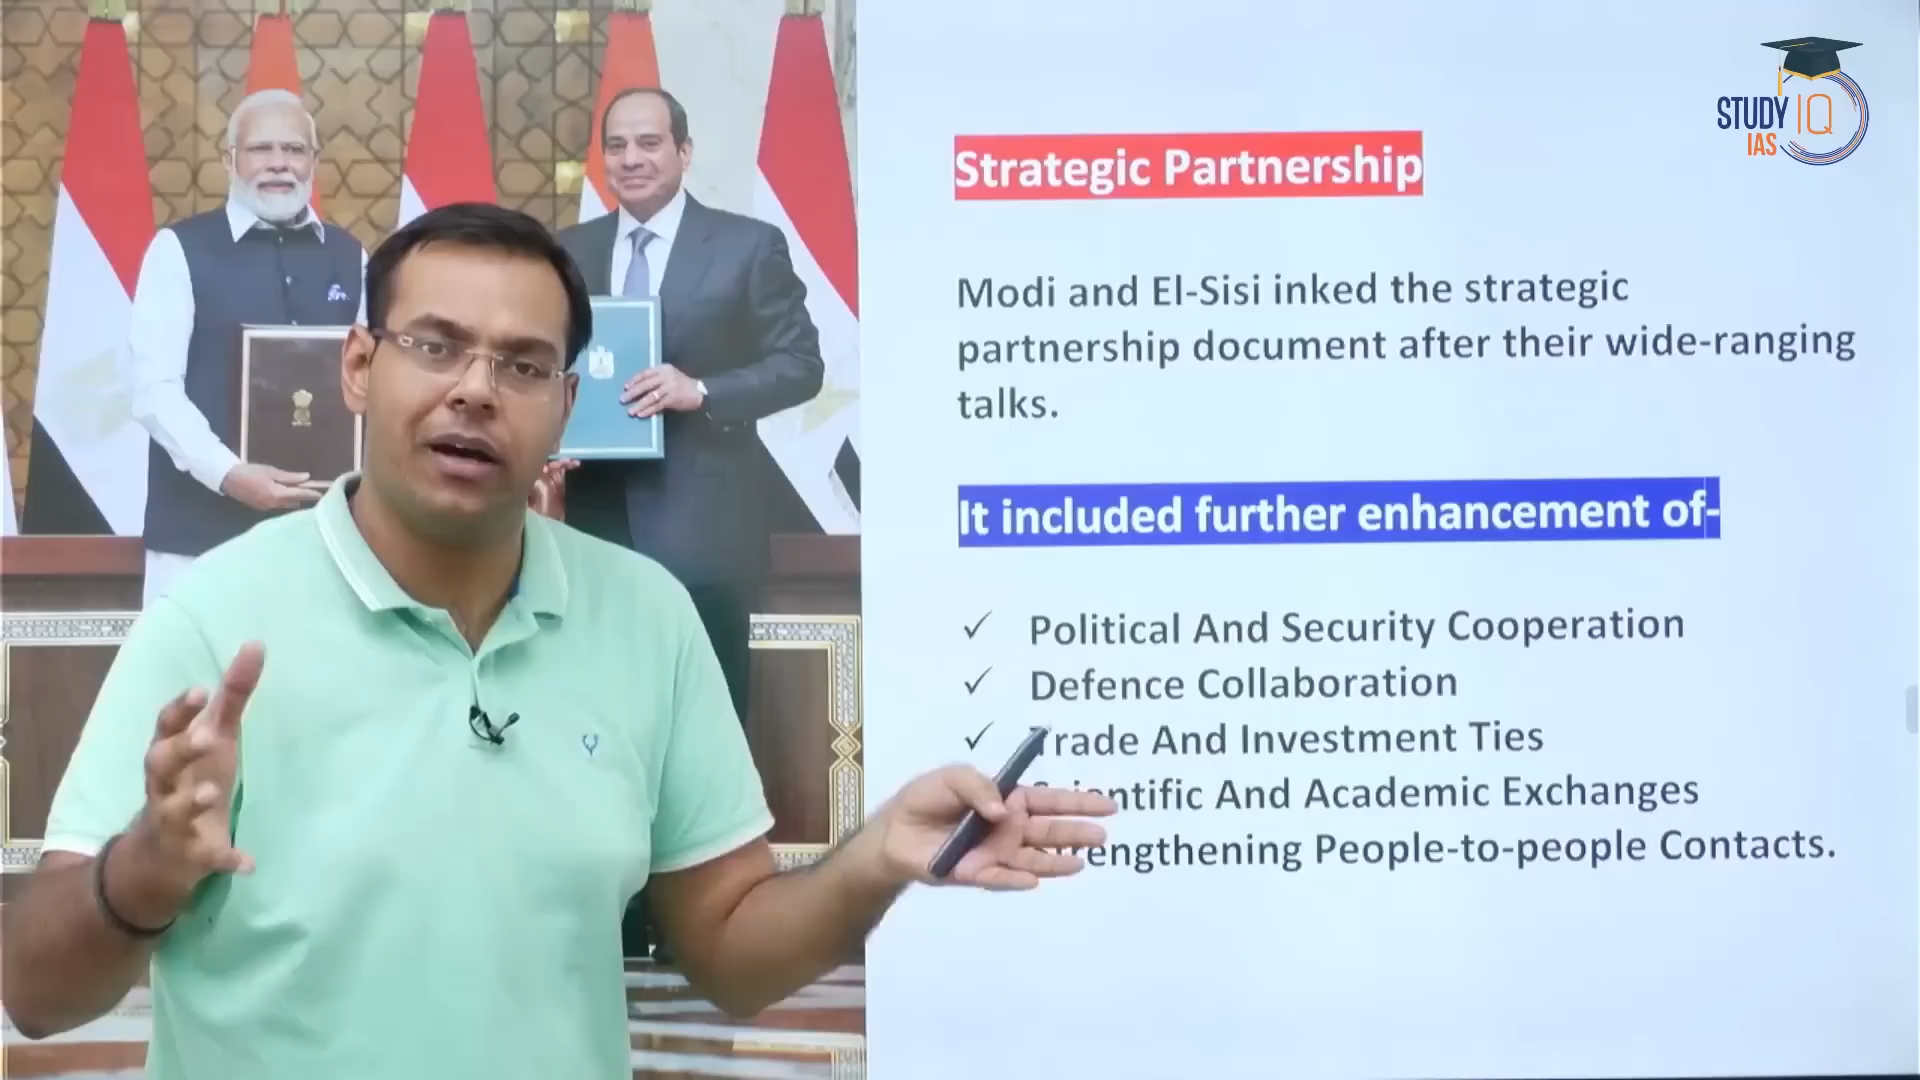 STUDY IQ
IAS
Strategic Partnership
Modi and El-Sisi inked the strategic
partnership document after their wide-ranging
talks.
It included further enhancement of-
✓ Political And Security Cooperation
✓ Defence Collaboration
✓ Trade And Investment Ties
And Academic Exchanges
People-to-people Contacts.